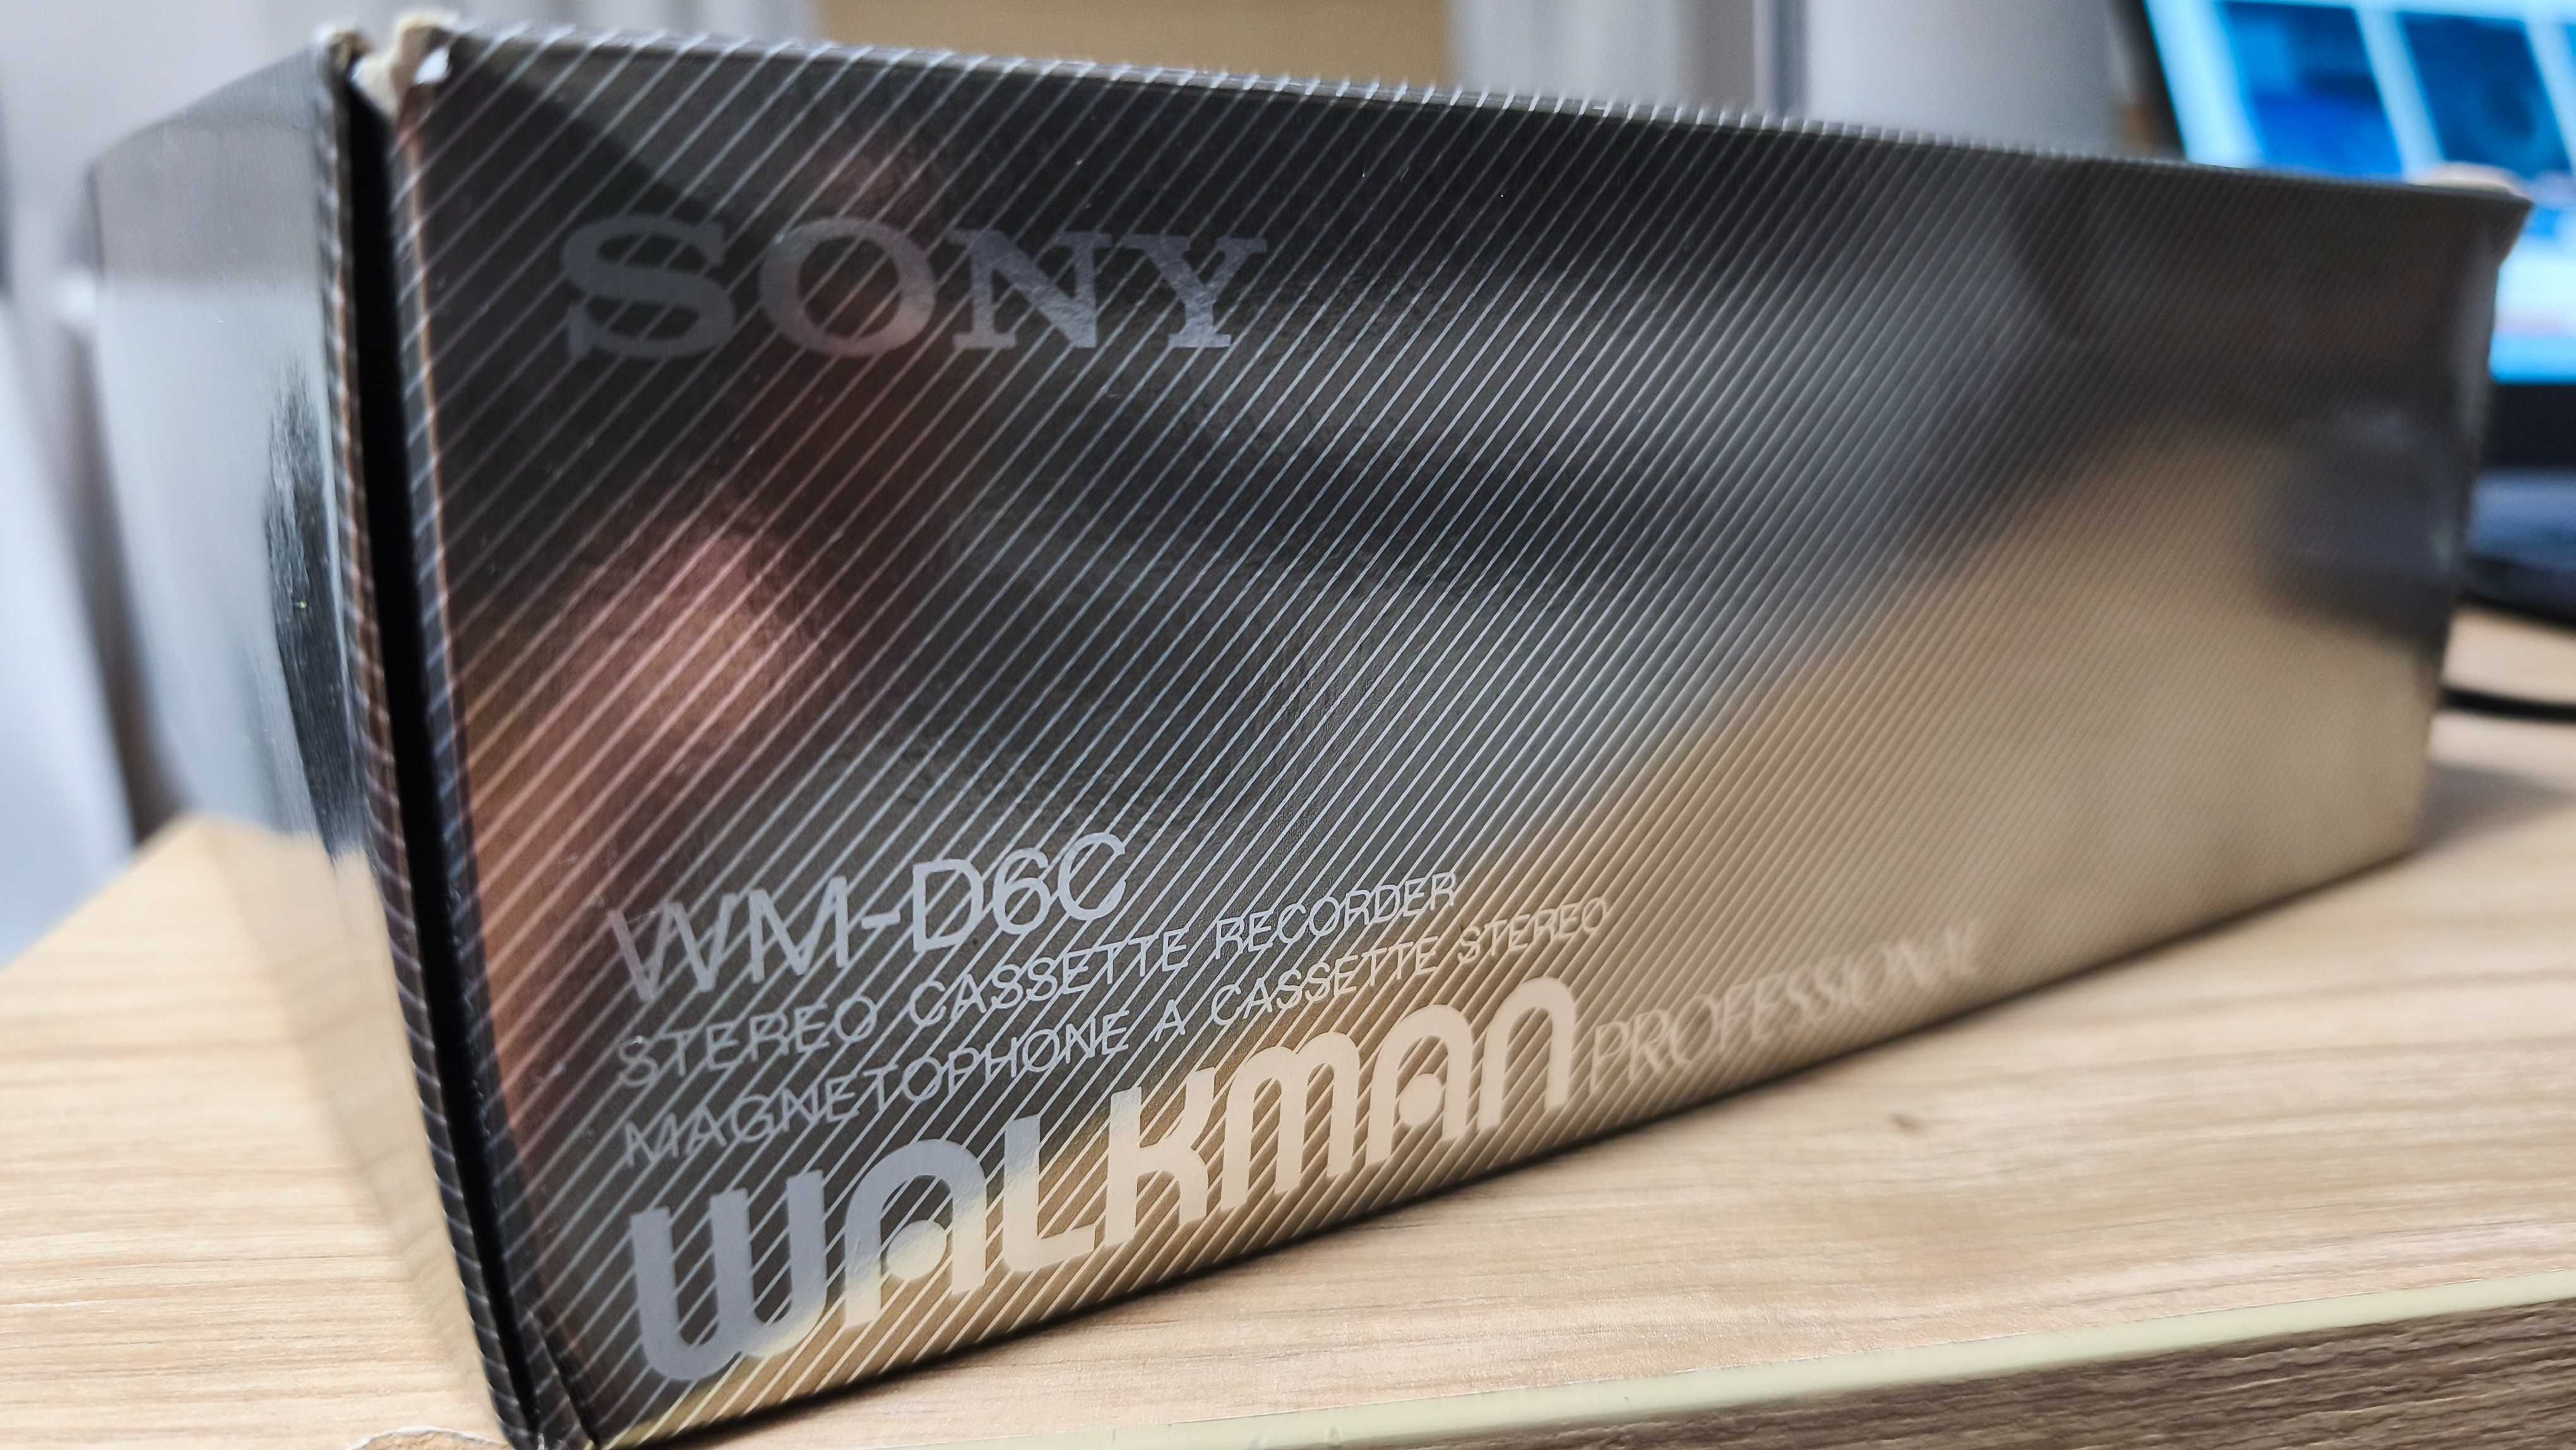 SONY
WM-D6C
STEREO CASSETTE RECORDER
MAGNETOPHONE A CASSETTE STEREO
WALKMAN PROFESSIONAL